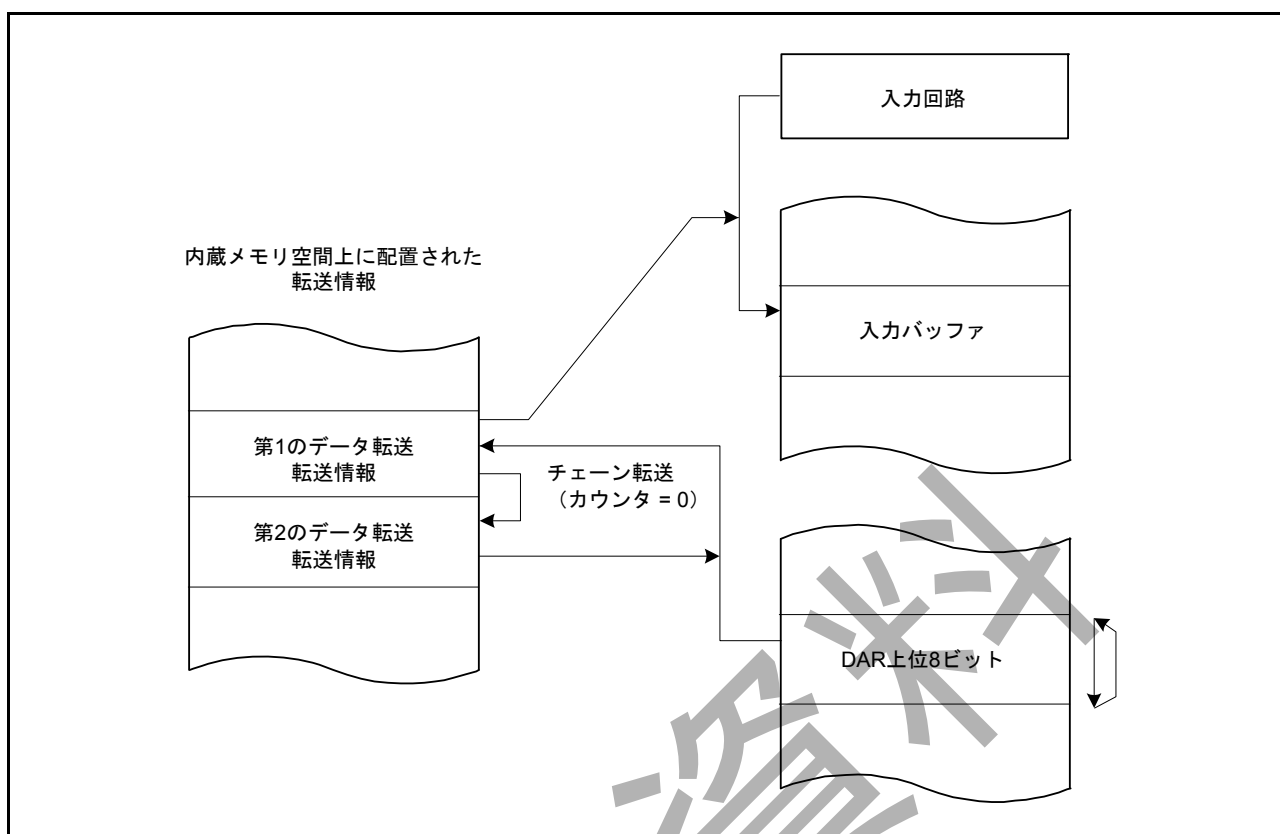 入力回路
内蔵メモリ空間上に配置された
転送情報
入力バッファ
第1のデータ転送
転送情報
チェーン転送
（カウンタ = 0）
第2のデータ転送
転送情報
DAR上位8ビット
資料